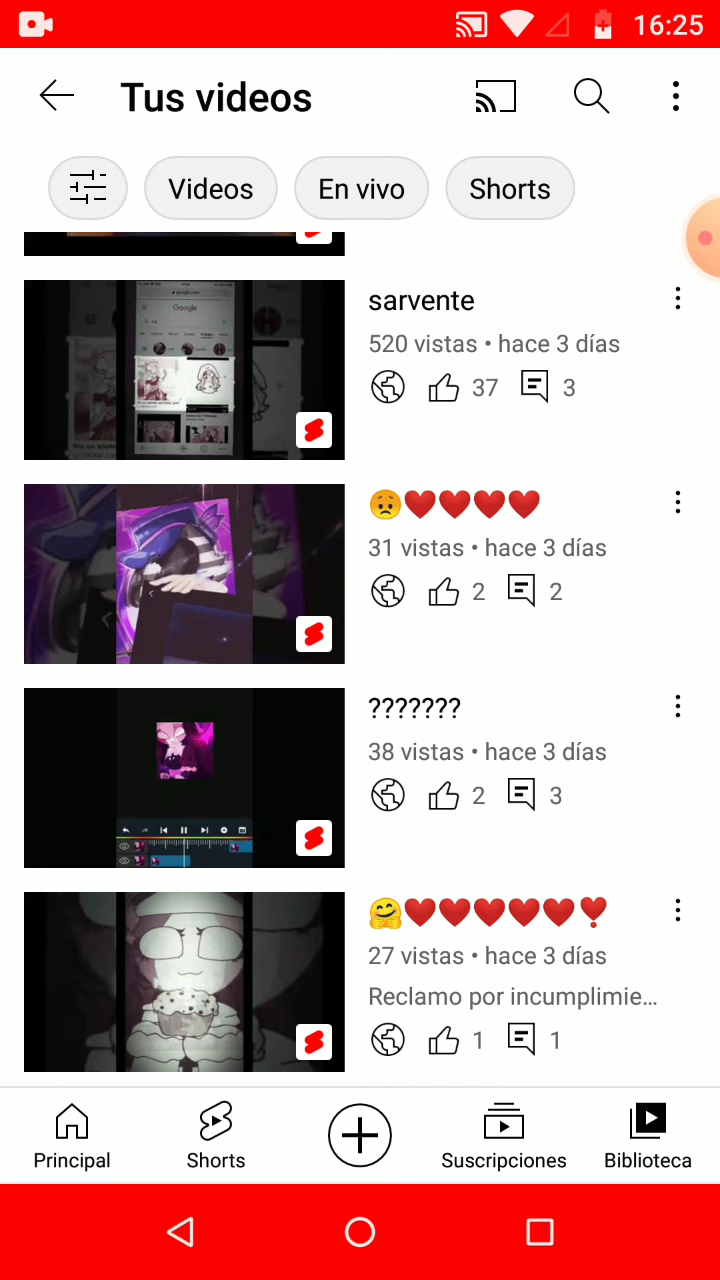 16:25
Tus videos
Videos
En vivo
Shorts
Google
sarvente
520 vistas • hace 3 días
37
3
😞❤️❤️❤️❤️
31 vistas • hace 3 días
2
2
???????
38 vistas • hace 3 días
2
3
🤗❤️❤️❤️❤️❤️❣️
27 vistas • hace 3 días
Reclamo por incumplimie...
1
1
Principal
Shorts
Suscripciones
Biblioteca